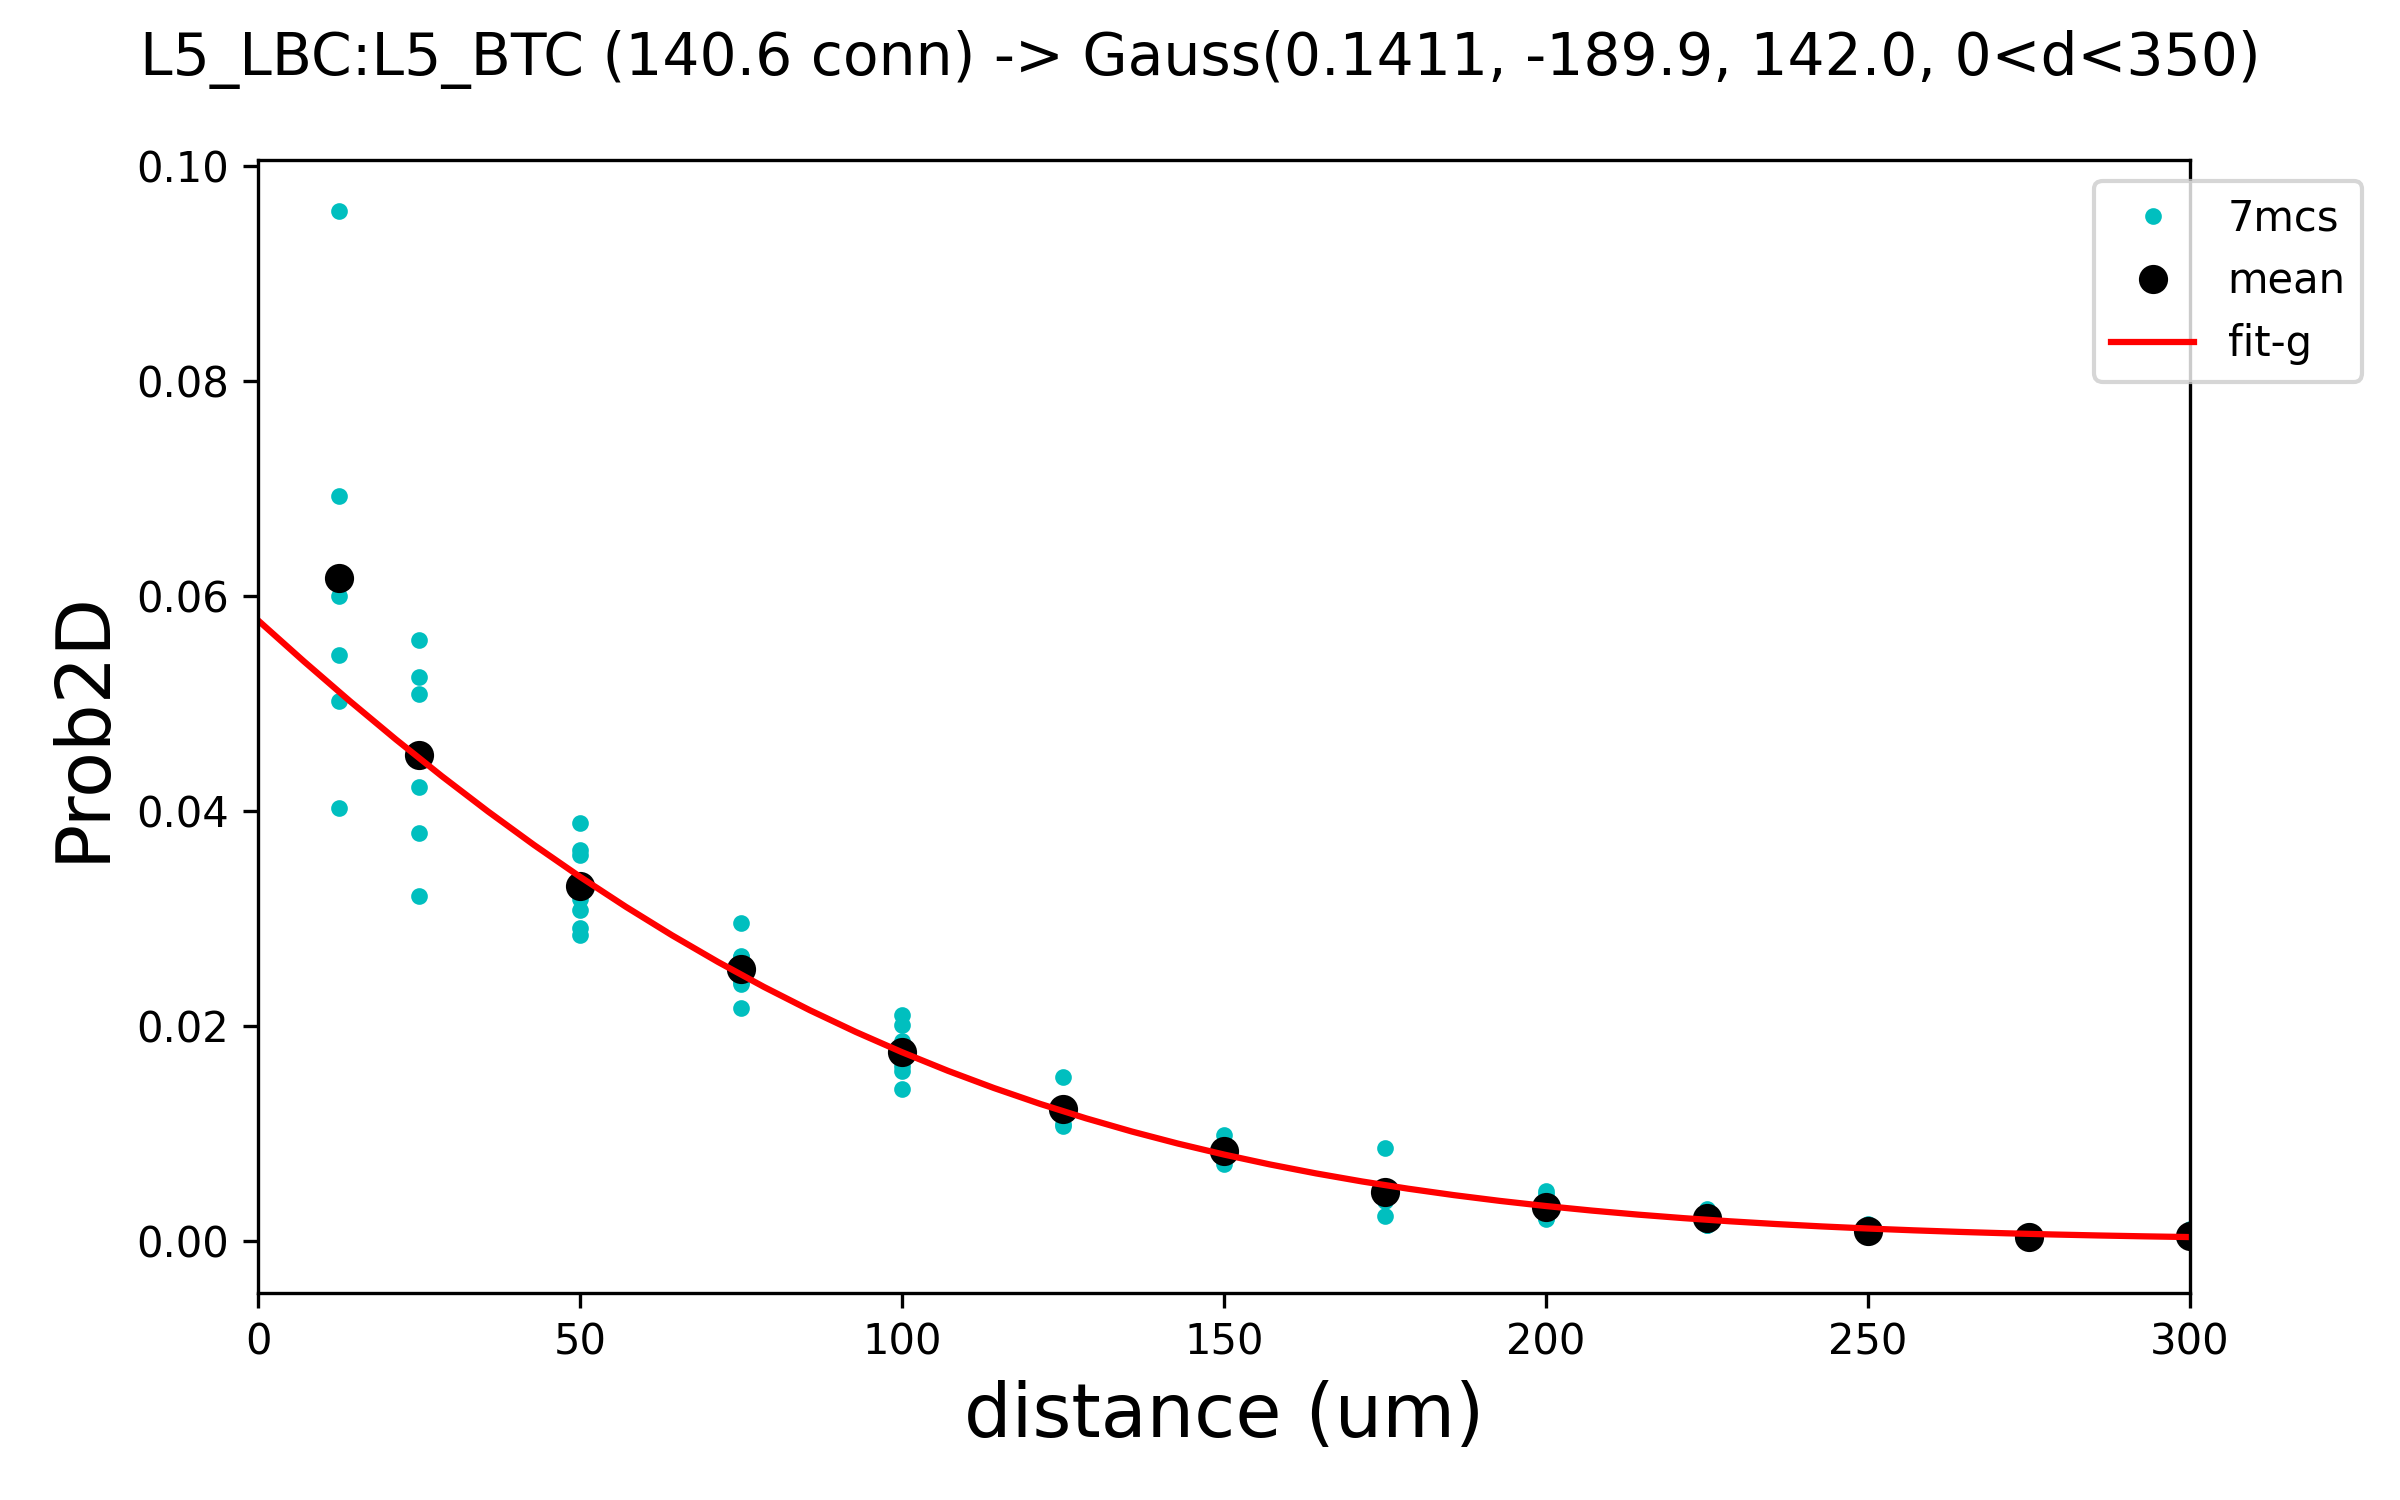 L5_LBC:L5_BTC (140.6 conn) -> Gauss(0.1411, -189.9, 142.0, 0<d<350)
7mcs
mean
fit-g
Prob2D
0.10
0.08
0.06
0.04
0.02
0.00
0 50 100 150 200 250 300
distance (um)